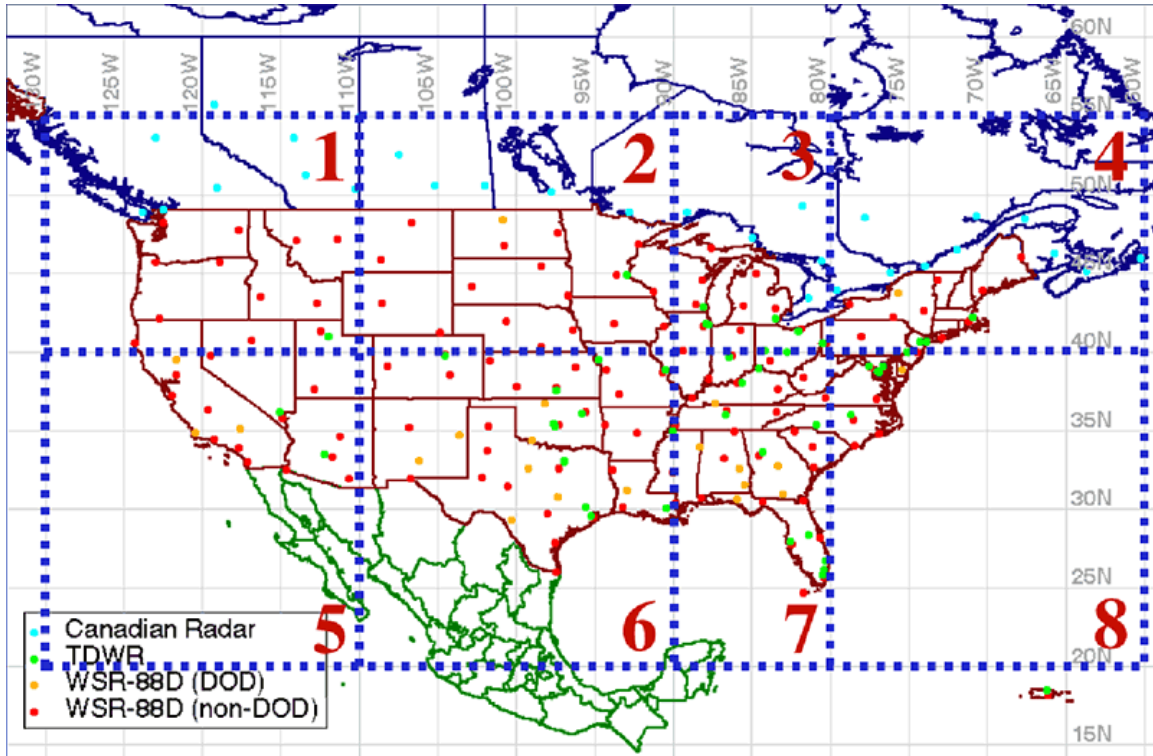 60N
130W
125W
120W
115W
110W
105W
100W
95W
90W
85W
80W
75W
70W
65W
60W
55N
1
2
3
4
50N
45N
40N
35N
30N
25N
5
6
7
8
Canadian Radar
TDWR
WSR-88D (DOD)
WSR-88D (non-DOD)
20N
15N